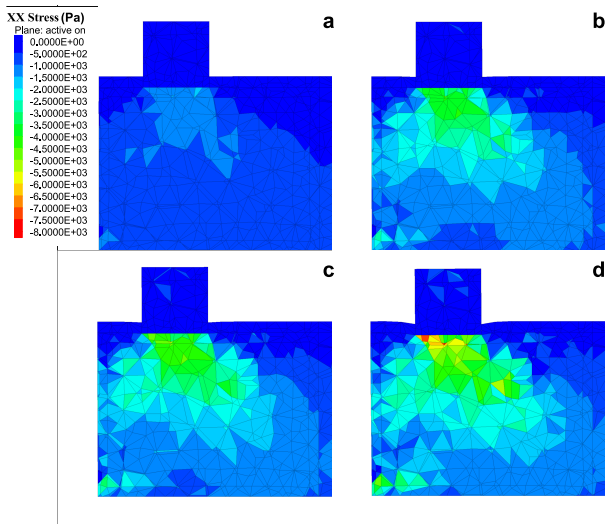 XX Stress (Pa)
Plane: active on
0.0000E+00
-5.0000E+02
-1.0000E+03
-1.5000E+03
-2.0000E+03
-2.5000E+03
-3.0000E+03
-3.5000E+03
-4.0000E+03
-4.5000E+03
-5.0000E+03
-5.5000E+03
-6.0000E+03
-6.5000E+03
-7.0000E+03
-7.5000E+03
-8.0000E+03
a
b
c
d